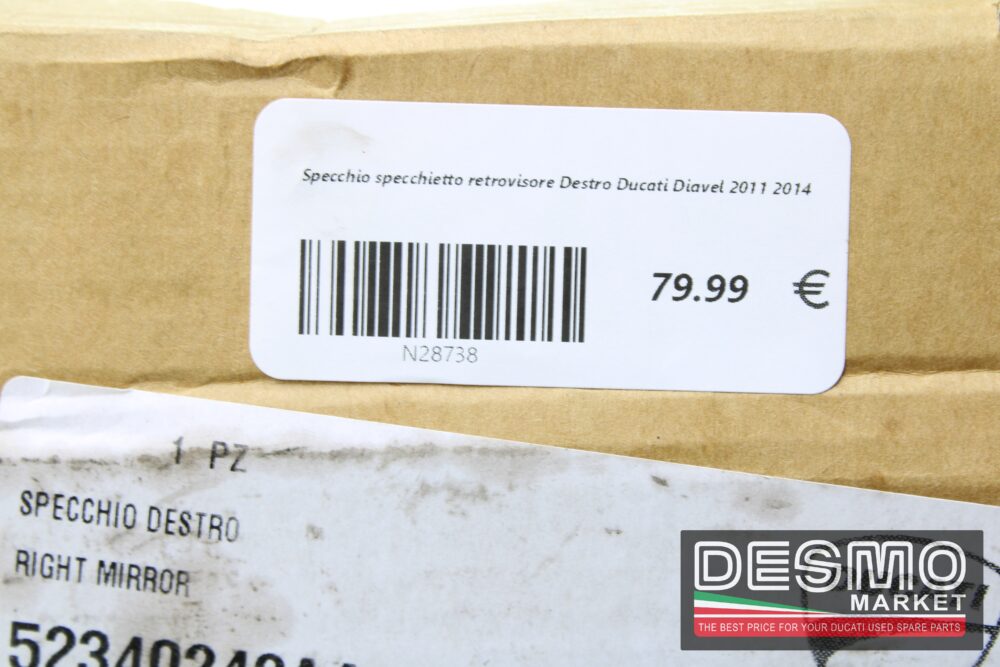 Specchio specchietto retrovisore Destro Ducati Diavel 2011 2014
79.99 €
N28738
1 PZ
SPECCHIO DESTRO
RIGHT MIRROR
DESMO
MARKET
THE BEST PRICE FOR YOUR DUCATI USED SPARE PARTS